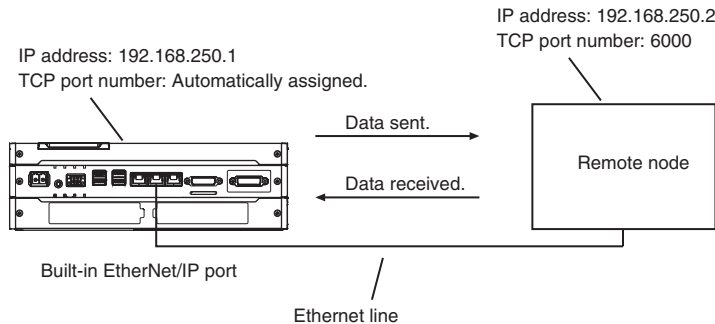 IP address: 192.168.250.2
TCP port number: 6000
IP address: 192.168.250.1
TCP port number: Automatically assigned.
Data sent.
Remote node
Data received.
Built-in EtherNet/IP port
Ethernet line